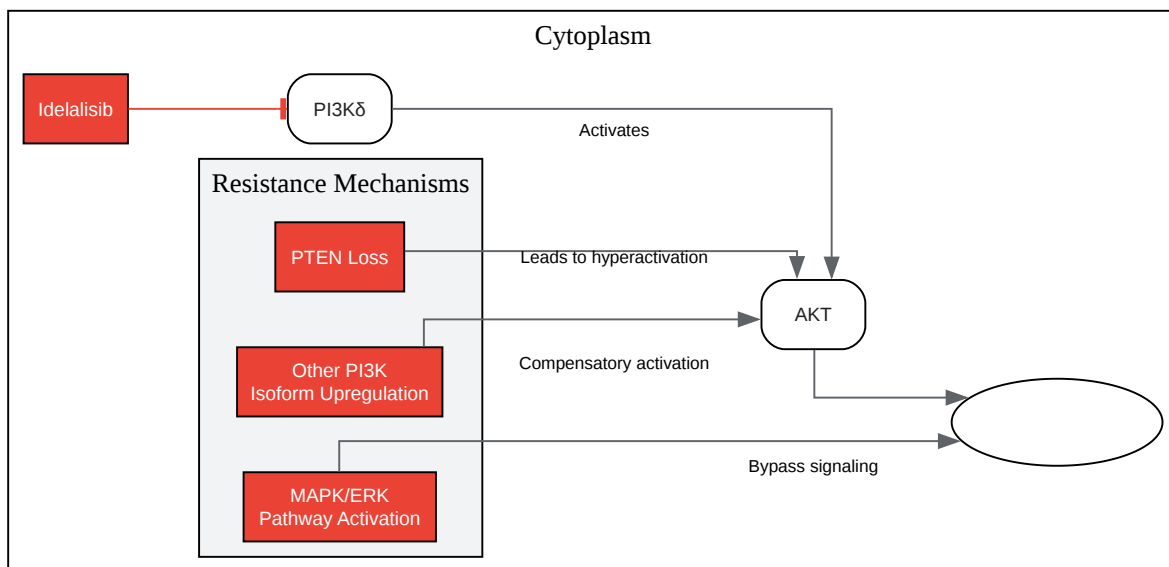 Cytoplasm
Idelalisib
PI3Kδ
Activates
Resistance Mechanisms
PTEN Loss
Leads to hyperactivation
AKT
Other PI3K
Isoform Upregulation
Compensatory activation
MAPK/ERK
Pathway Activation
Bypass signaling